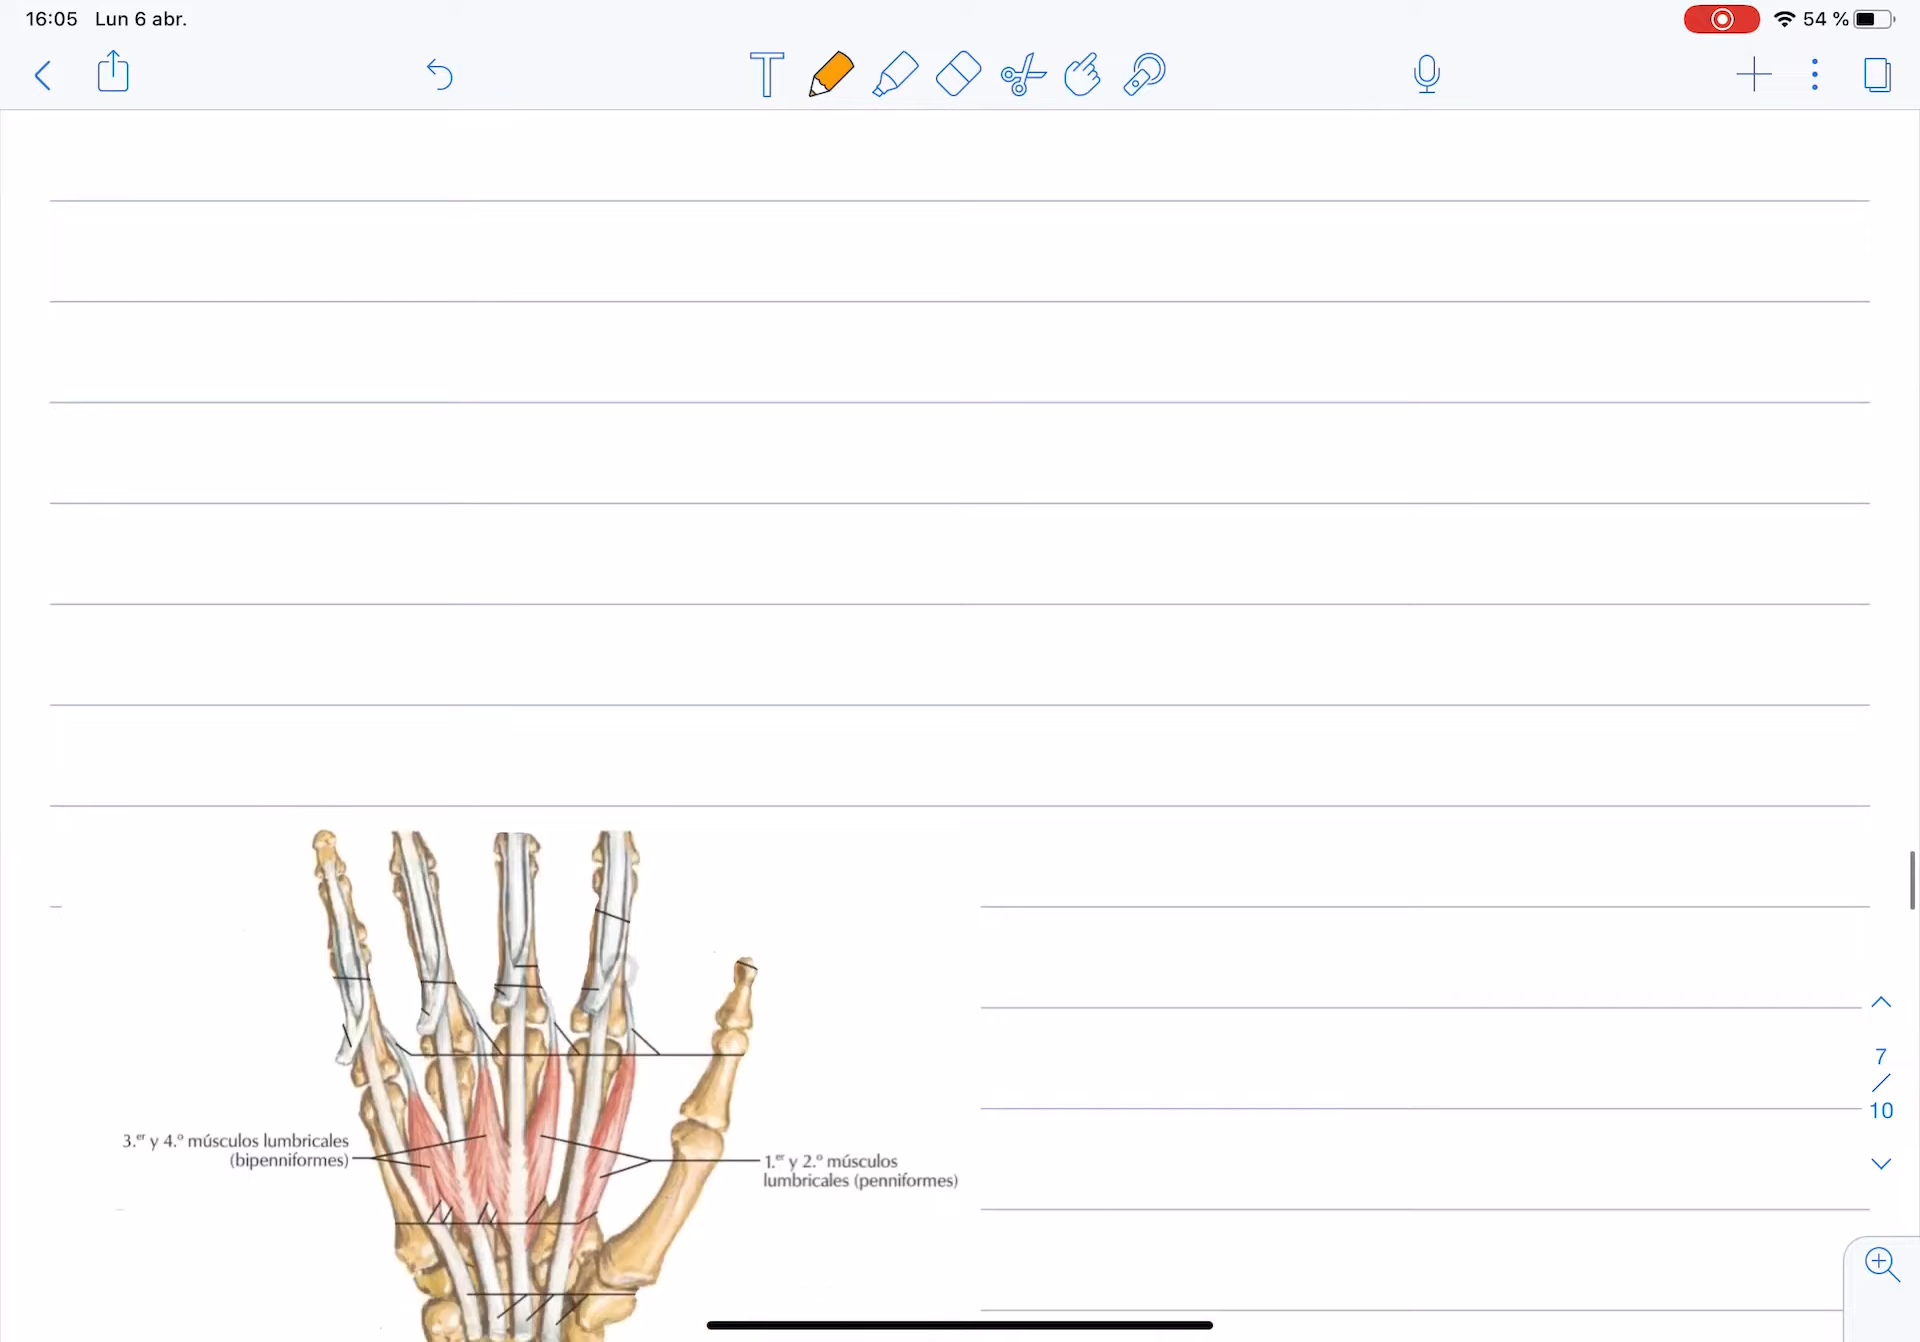 16:05 Lun 6 abr. 54 %
7
/
10
3.er y 4.º músculos lumbricales
(bipenniformes)
1.er y 2.º músculos
lumbricales (penniformes)